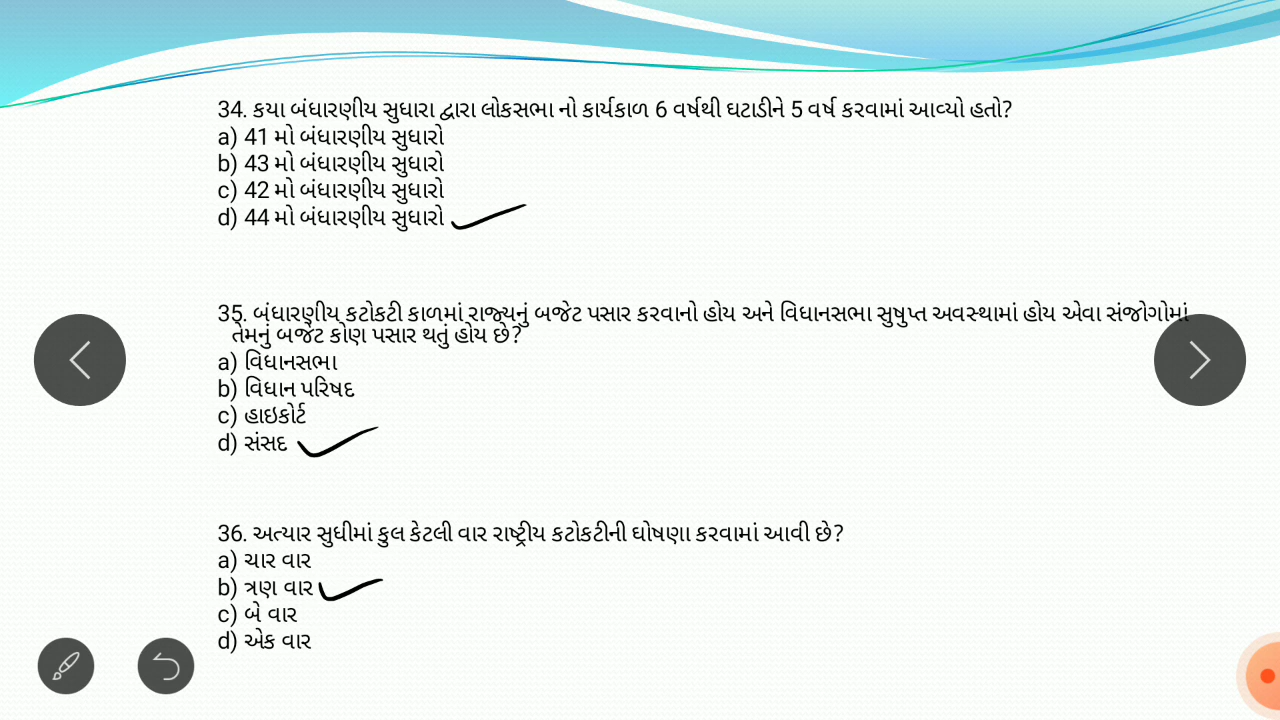 34. કયા બંધારણીય સુધારા દ્વારા લોકસભા નો કાર્યકાળ 6 વર્ષથી ઘટાડીને 5 વર્ષ કરવામાં આવ્યો હતો?
a) 41 મો બંધારણીય સુધારો
b) 43 મો બંધારણીય સુધારો
c) 42 મો બંધારણીય સુધારો
d) 44 મો બંધારણીય સુધારો
35. બંધારણીય કટોકટી કાળમાં રાજ્યનું બજેટ પસાર કરવાનો હોય અને વિધાનસભા સુષુપ્ત અવસ્થામાં હોય એવા સંજોગોમાં
તેમનું બજેટ કોણ પસાર થતું હોય છે?
a) વિધાનસભા
b) વિધાન પરિષદ
c) હાઇકોર્ટ
d) સંસદ
36. અત્યાર સુધીમાં કુલ કેટલી વાર રાષ્ટ્રીય કટોકટીની ઘોષણા કરવામાં આવી છે?
a) ચાર વાર
b) ત્રણ વાર
c) બે વાર
d) એક વાર